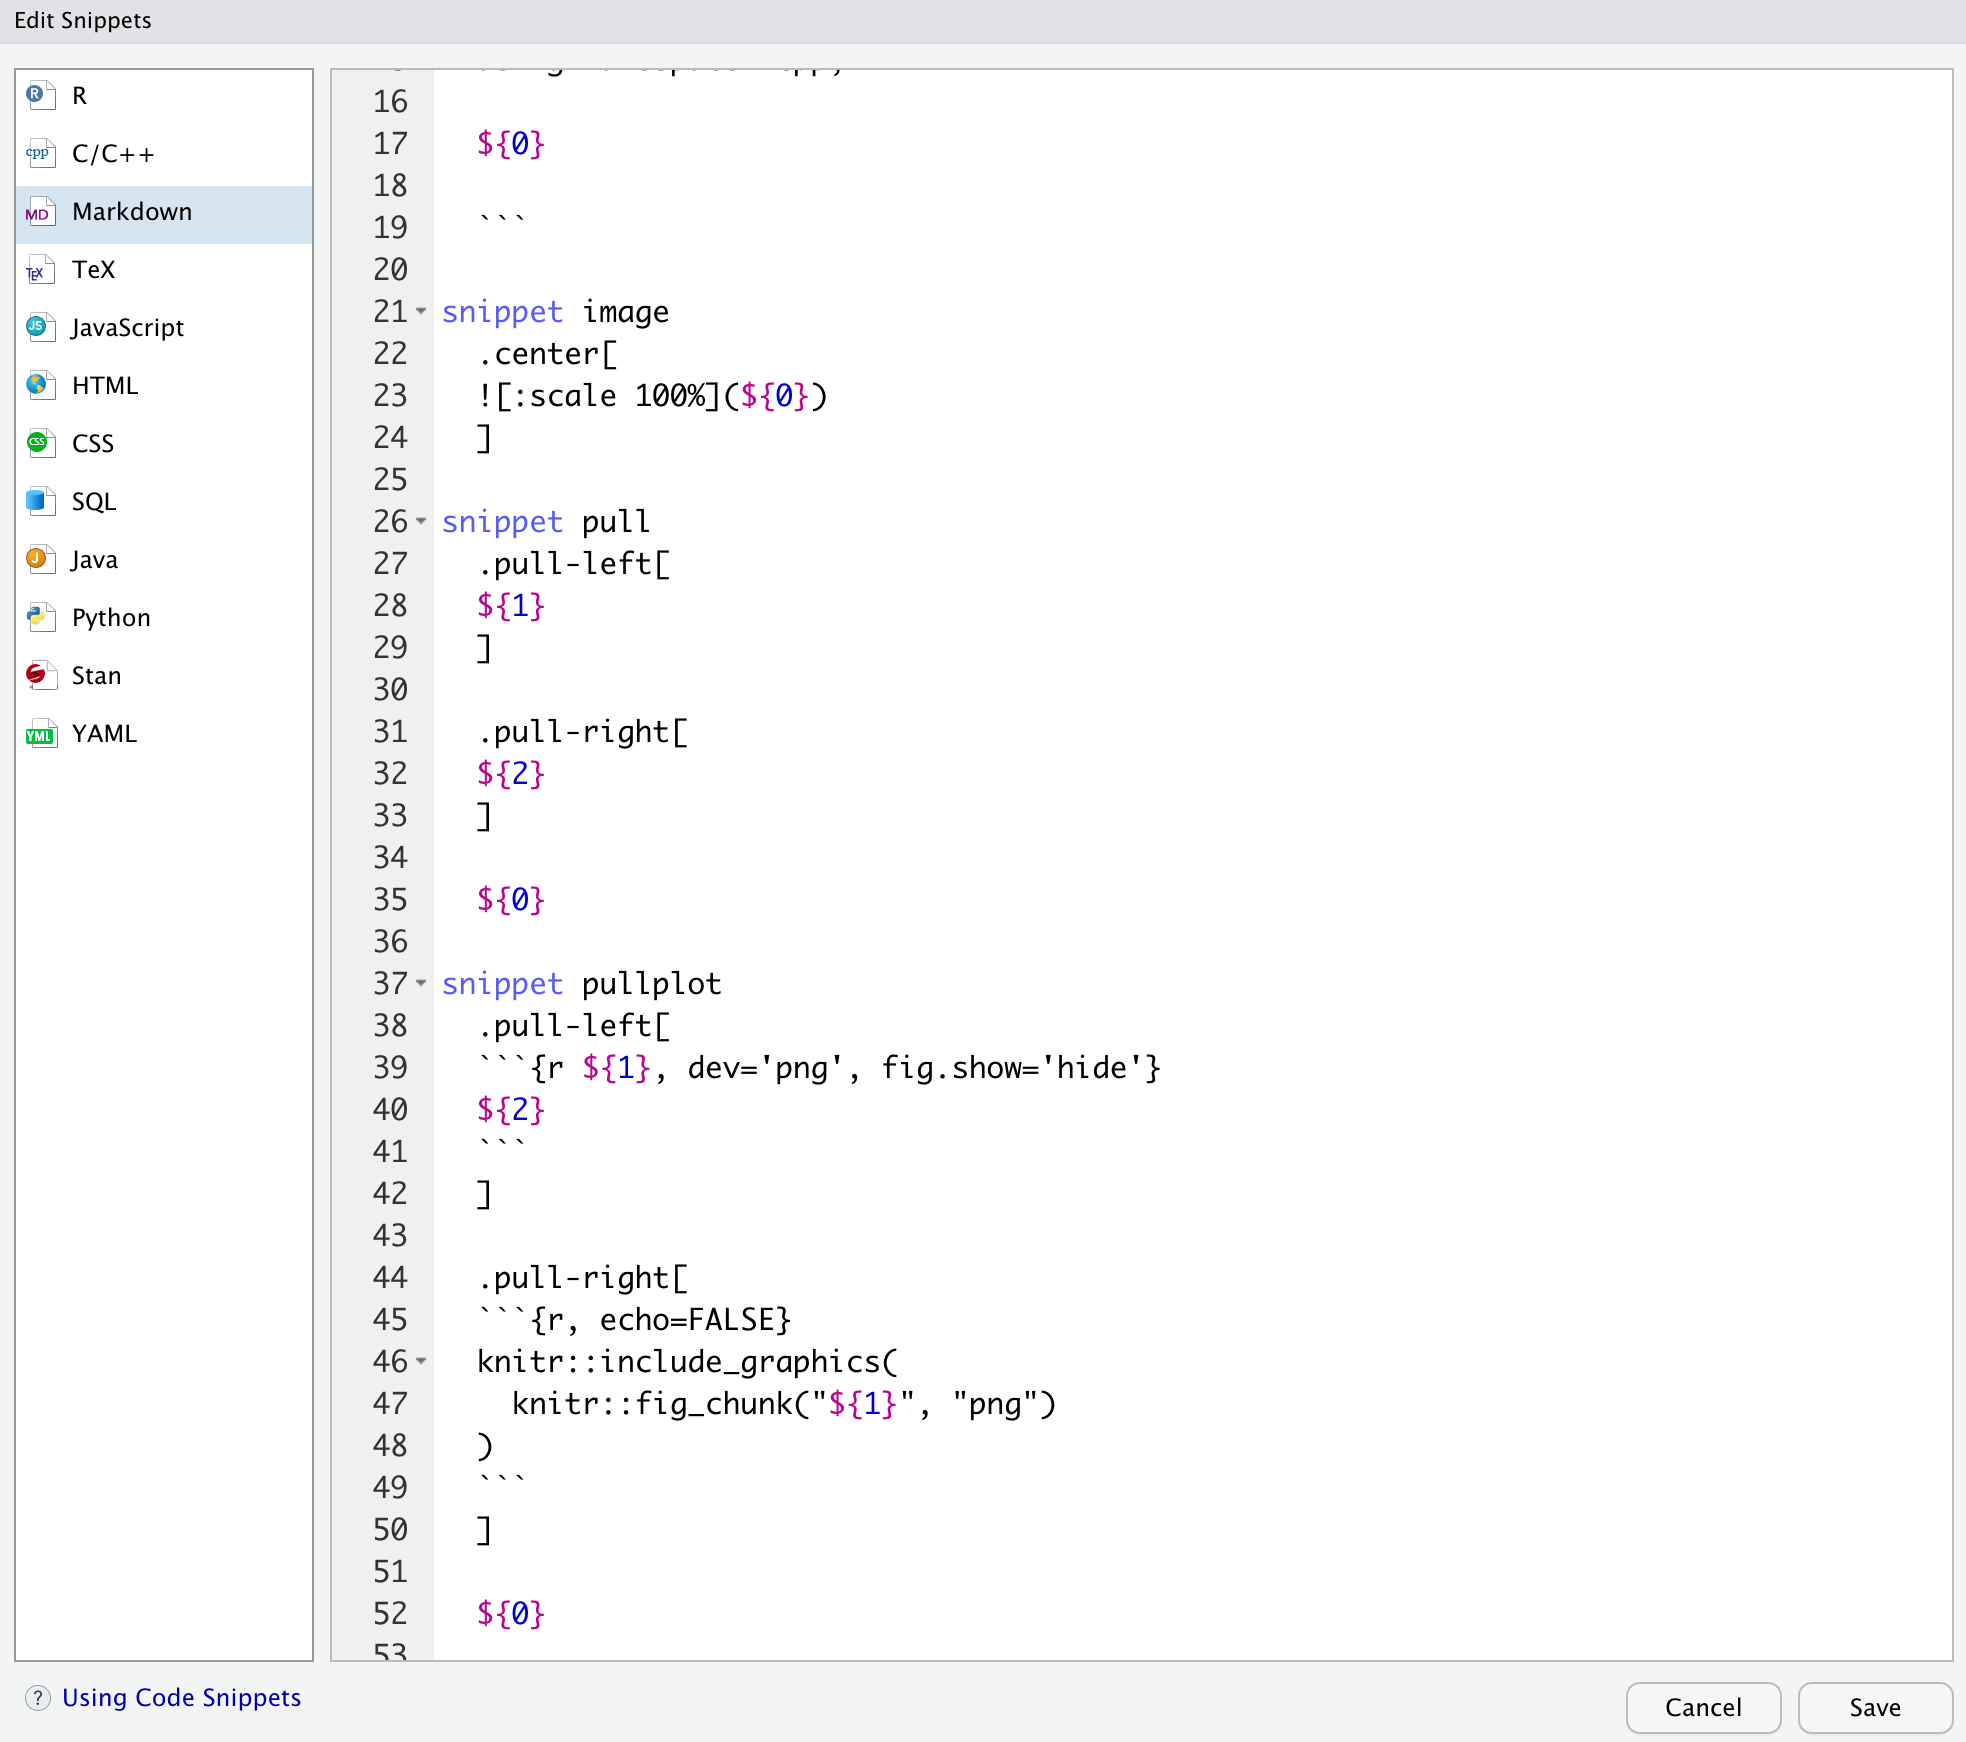 Edit Snippets
R
C/C++
Markdown
TeX
JavaScript
HTML
CSS
SQL
Java
Python
Stan
YAML
16
17 ${0}
18
19 ```
20
21 snippet image
22 .center[
23 ![:scale 100%](${0})
24 ]
25
26 snippet pull
27 .pull-left[
28 ${1}
29 ]
30
31 .pull-right[
32 ${2}
33 ]
34
35 ${0}
36
37 snippet pullplot
38 .pull-left[
39 ```{r ${1}, dev='png', fig.show='hide'}
40 ${2}
41 ```
42 ]
43
44 .pull-right[
45 ```{r, echo=FALSE}
46 knitr::include_graphics(
47 knitr::fig_chunk("${1}", "png")
48 )
49 ```
50 ]
51
52 ${0}
53
? Using Code Snippets
Cancel
Save